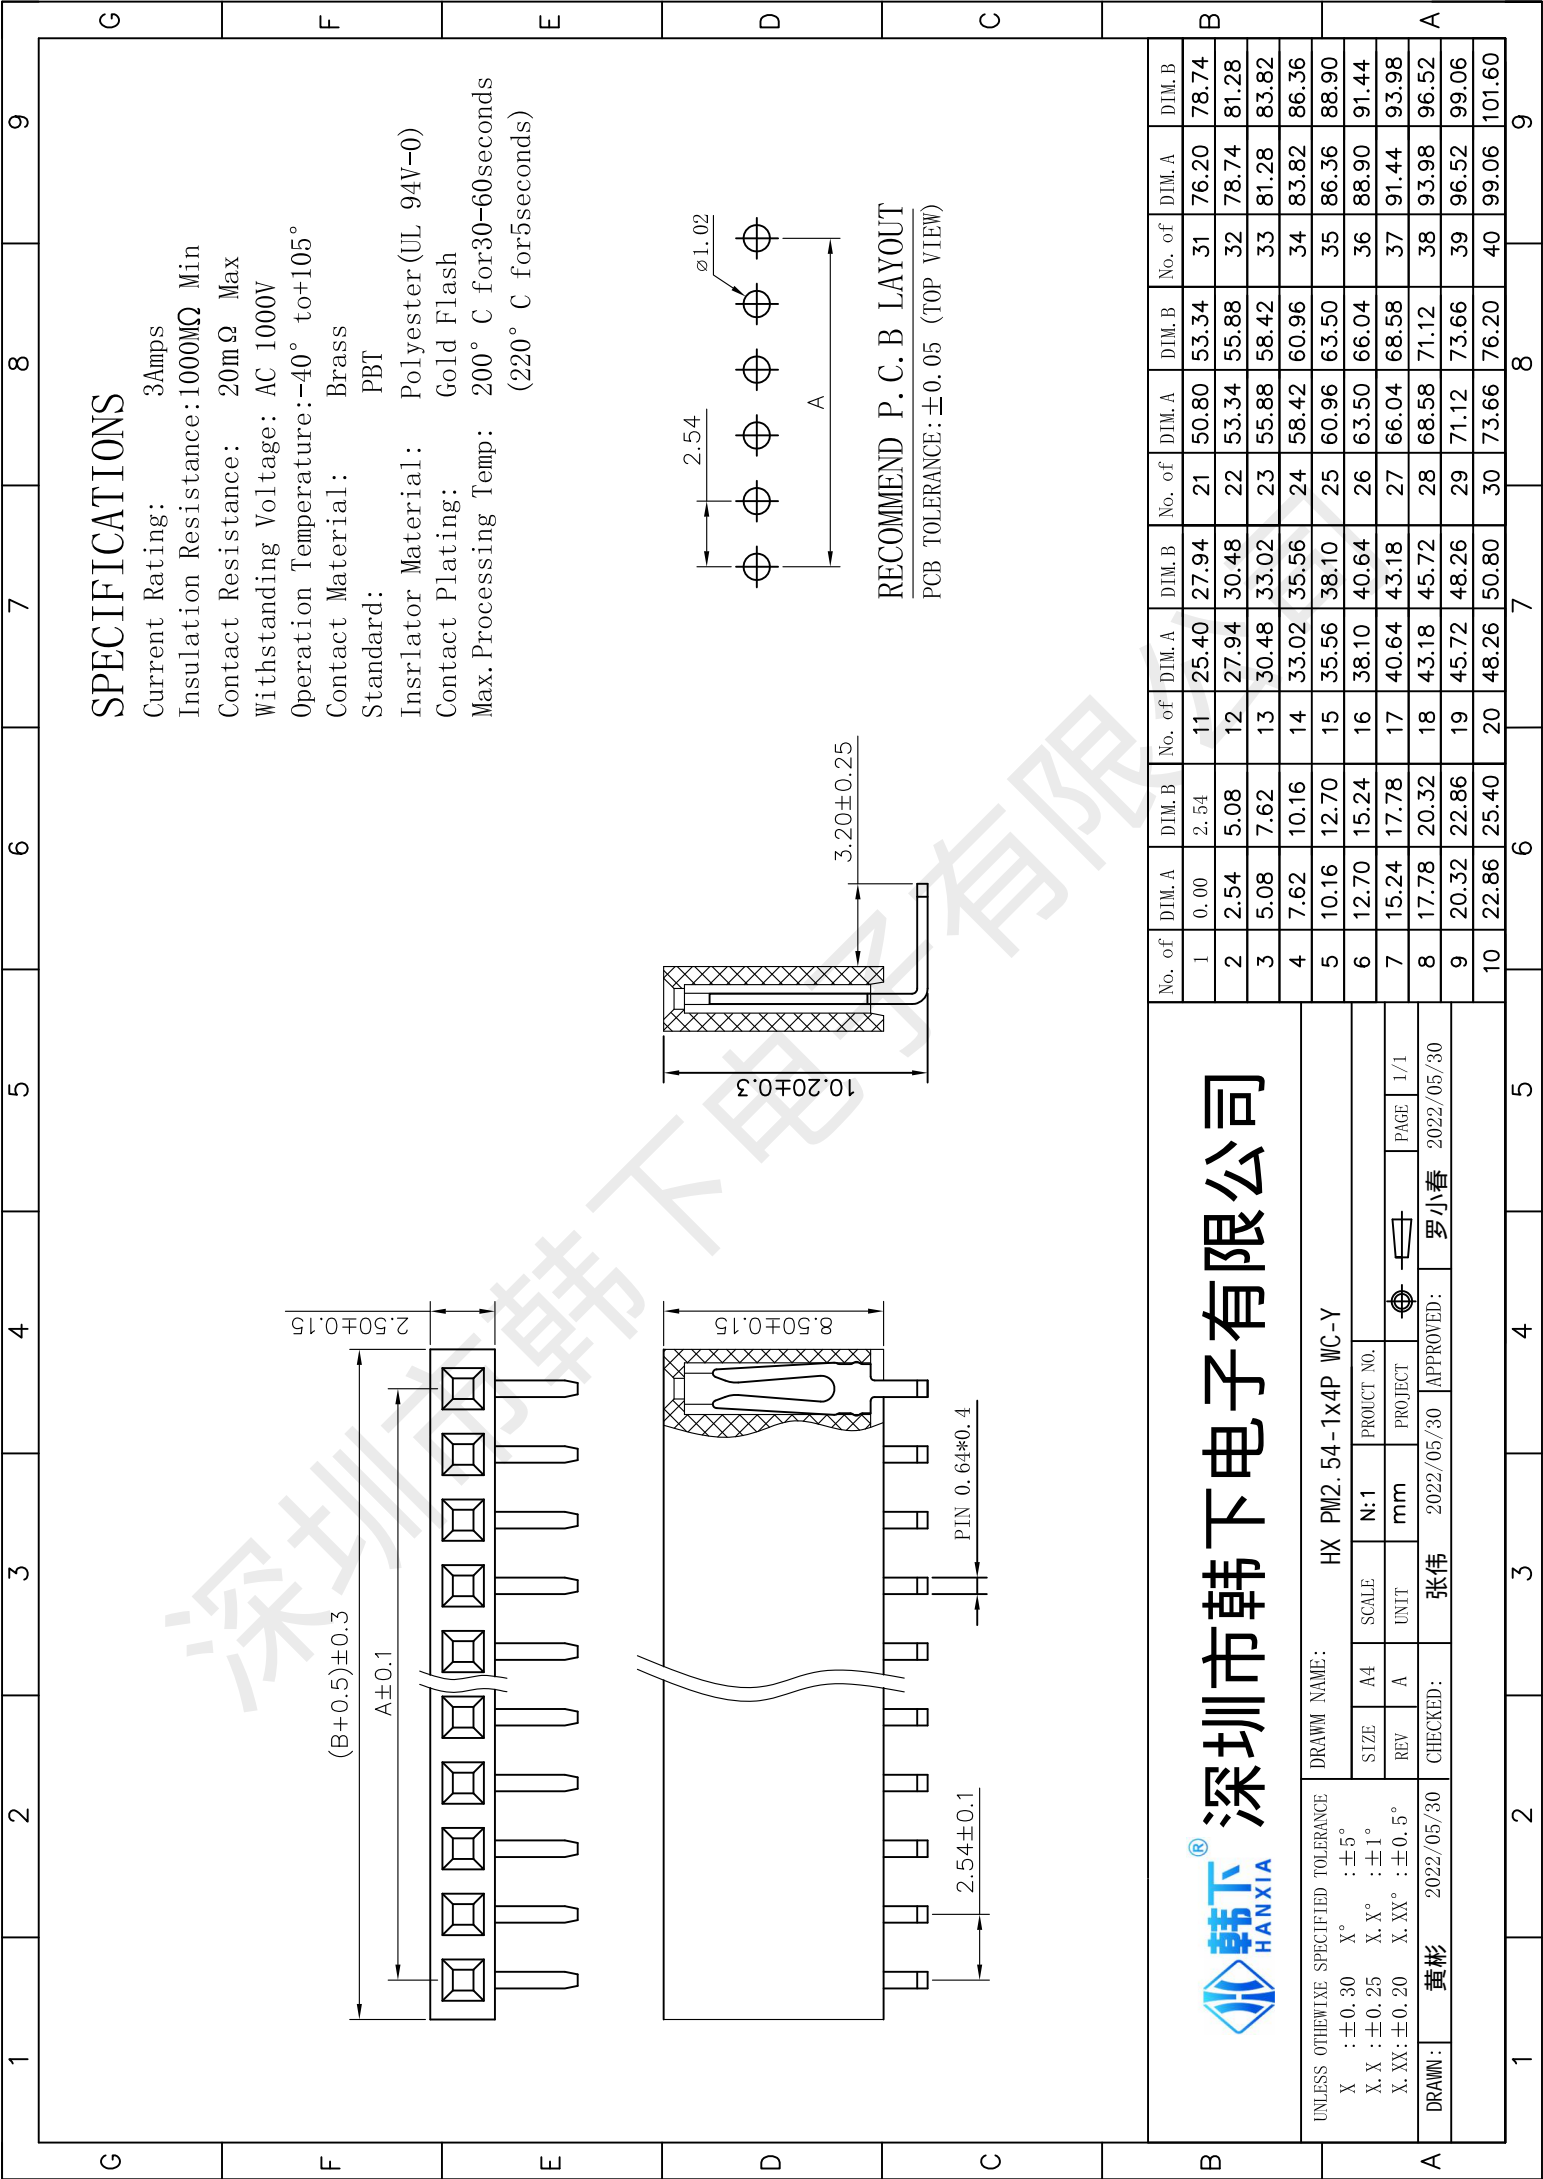 1 2 3 4 5 6 7 8 9
G
F
E
D
C
B
A
SPECIFICATIONS
Current Rating: 3Amps
Insulation Resistance:1000MΩ Min
Contact Resistance: 20mΩ Max
Withstanding Voltage: AC 1000V
Operation Temperature:-40° to+105°
Contact Material: Brass
Standard: PBT
Insrlator Material: Polyester(UL 94V-0)
Contact Plating: Gold Flash
Max.Processing Temp: 200° C for30-60seconds
(220° C for5seconds)
(B+0.5)±0.3
A±0.1
2.50±0.15
8.50±0.15
PIN 0.64*0.4
2.54±0.1
10.20±0.3
3.20±0.25
2.54
ø1.02
A
RECOMMEND P.C.B LAYOUT
PCB TOLERANCE:±0.05 (TOP VIEW)
深圳市韩下电子有限公司
No. of DIM.A DIM.B No. of DIM.A DIM.B No. of DIM.A DIM.B No. of DIM.A DIM.B
1 0.00 2.54 11 25.40 27.94 21 50.80 53.34 31 76.20 78.74
2 2.54 5.08 12 27.94 30.48 22 53.34 55.88 32 78.74 81.28
3 5.08 7.62 13 30.48 33.02 23 55.88 58.42 33 81.28 83.82
4 7.62 10.16 14 33.02 35.56 24 58.42 60.96 34 83.82 86.36
5 10.16 12.70 15 35.56 38.10 25 60.96 63.50 35 86.36 88.90
6 12.70 15.24 16 38.10 40.64 26 63.50 66.04 36 88.90 91.44
7 15.24 17.78 17 40.64 43.18 27 66.04 68.58 37 91.44 93.98
8 17.78 20.32 18 43.18 45.72 28 68.58 71.12 38 93.98 96.52
9 20.32 22.86 19 45.72 48.26 29 71.12 73.66 39 96.52 99.06
10 22.86 25.40 20 48.26 50.80 30 73.66 76.20 40 99.06 101.60
韩下® HANXIA 深圳市韩下电子有限公司
UNLESS OTHEWIXE SPECIFIED TOLERANCE
X :±0.30 X° :±5°
X.X :±0.25 X.X° :±1°
X.XX:±0.20 X.XX° :±0.5°
DRAWM NAME: HX PM2.54-1x4P WC-Y
SIZE A4 SCALE N:1 PROUCT NO.
REV A UNIT mm PROJECT PAGE 1/1
DRAWN: 黄彬 2022/05/30 CHECKED: 张伟 2022/05/30 APPROVED: 罗小春 2022/05/30
1 2 3 4 5 6 7 8 9
G
F
E
D
C
B
A